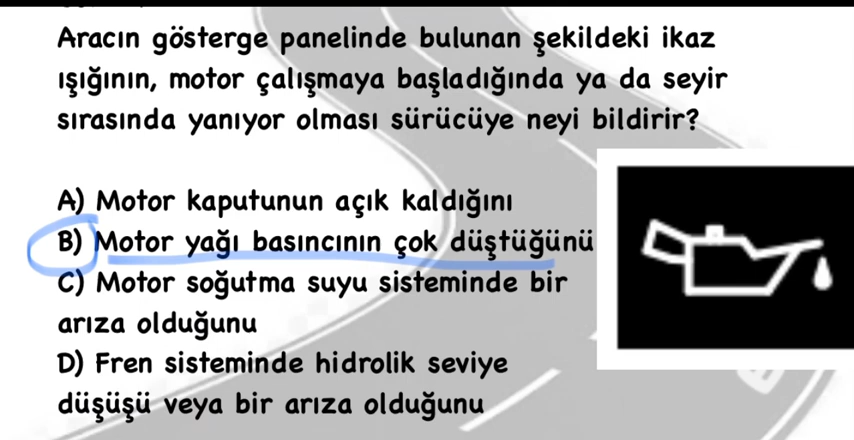 Aracın gösterge panelinde bulunan şekildeki ikaz
ışığının, motor çalışmaya başladığında ya da seyir
sırasında yanıyor olması sürücüye neyi bildirir?
A) Motor kaputunun açık kaldığını
B) Motor yağı basıncının çok düştüğünü
C) Motor soğutma suyu sisteminde bir
arıza olduğunu
D) Fren sisteminde hidrolik seviye
düşüşü veya bir arıza olduğunu